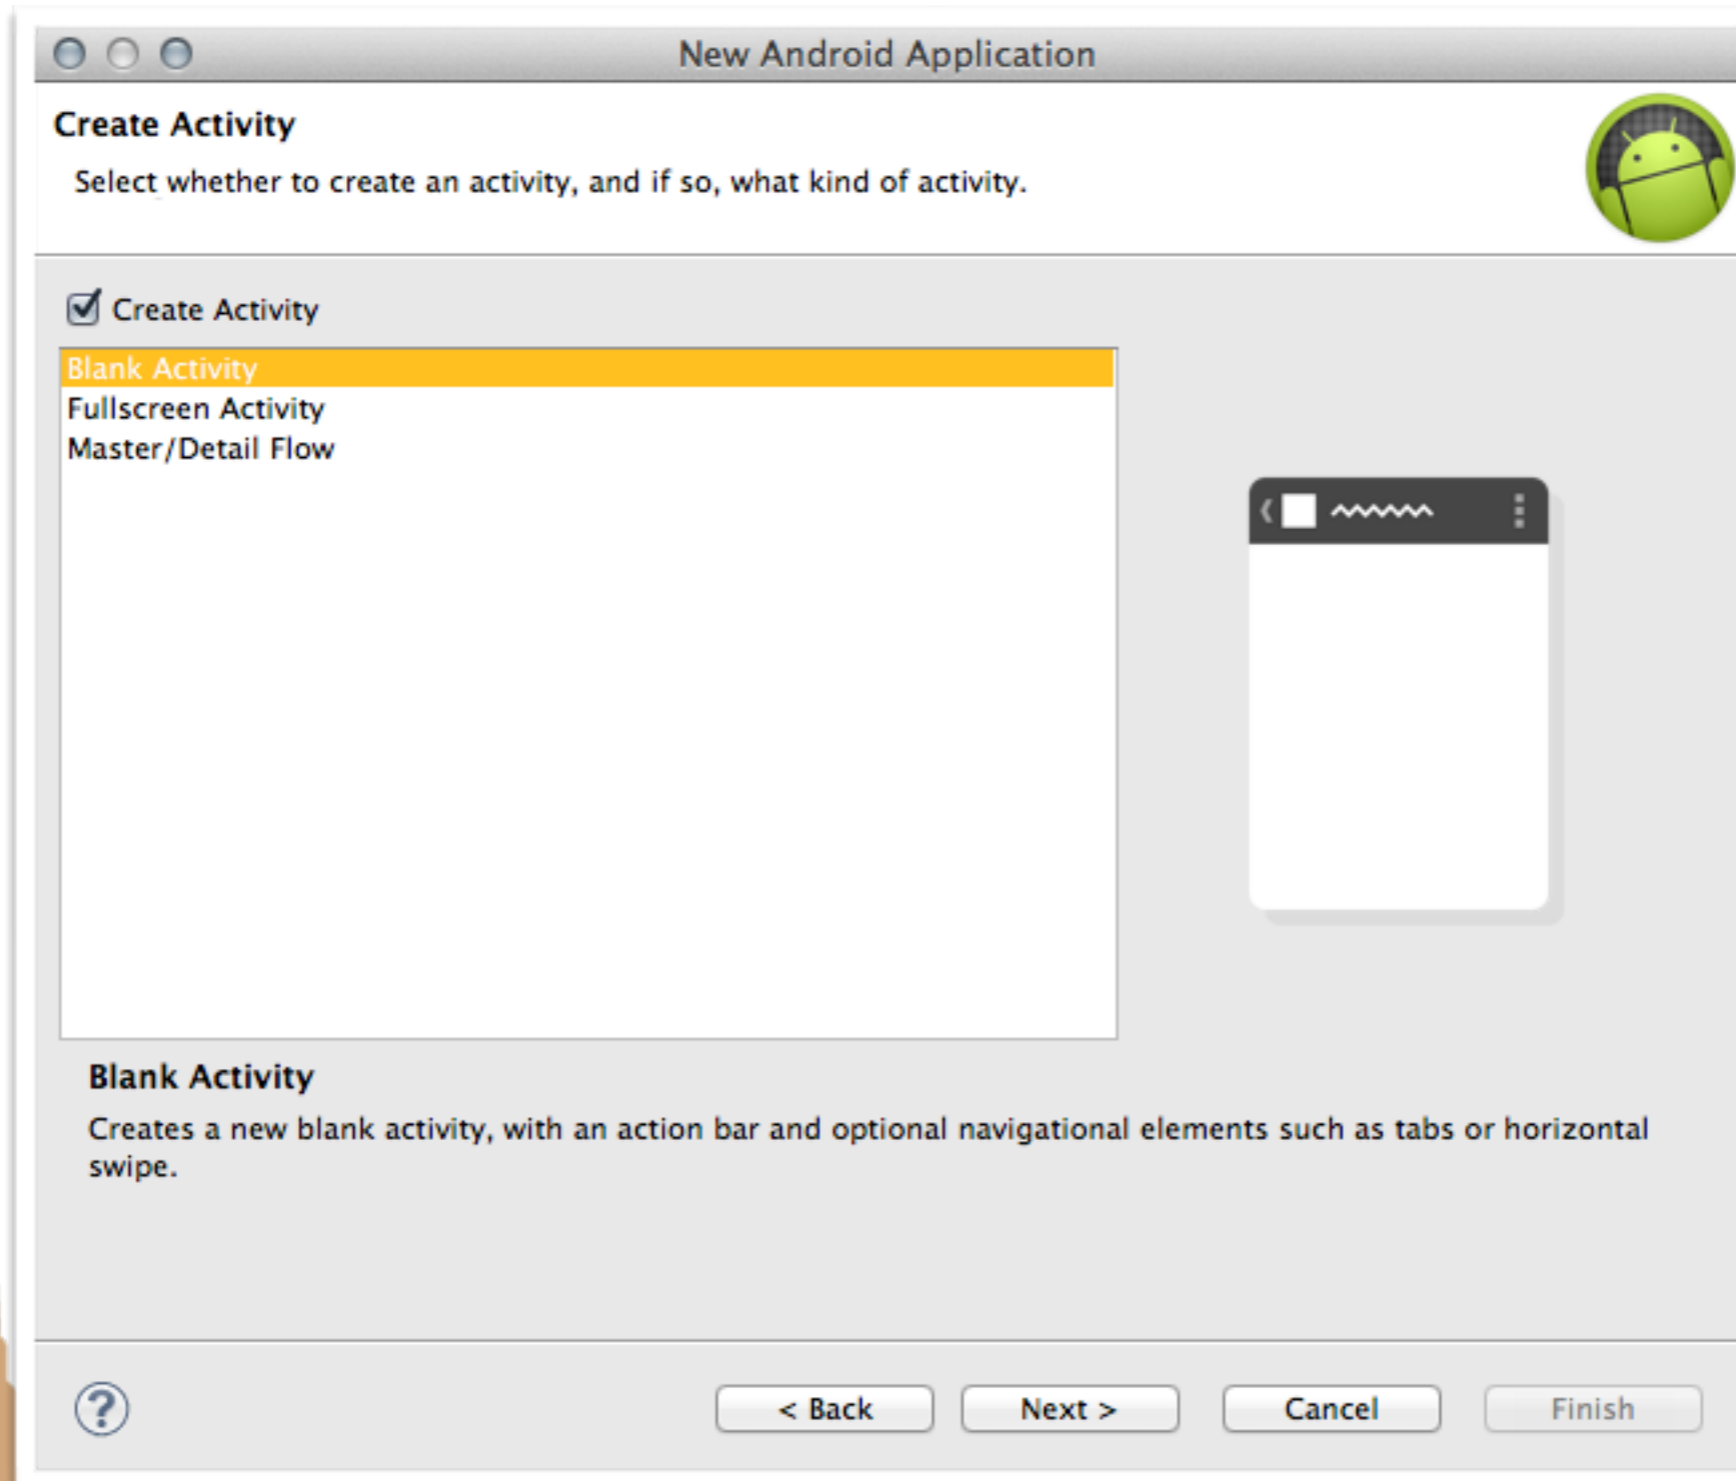 New Android Application
Create Activity
Select whether to create an activity, and if so, what kind of activity.
Create Activity
Blank Activity
Fullscreen Activity
Master/Detail Flow
Blank Activity
Creates a new blank activity, with an action bar and optional navigational elements such as tabs or horizontal
swipe.
?
< Back
Next >
Cancel
Finish